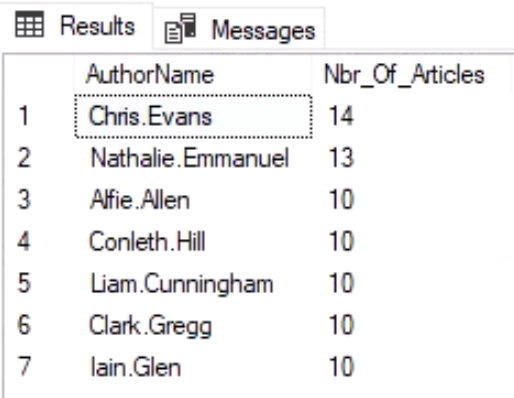 Results Messages
AuthorName Nbr_Of_Articles
1 Chris.Evans 14
2 Nathalie.Emmanuel 13
3 Alfie.Allen 10
4 Conleth.Hill 10
5 Liam.Cunningham 10
6 Clark.Gregg 10
7 Iain.Glen 10